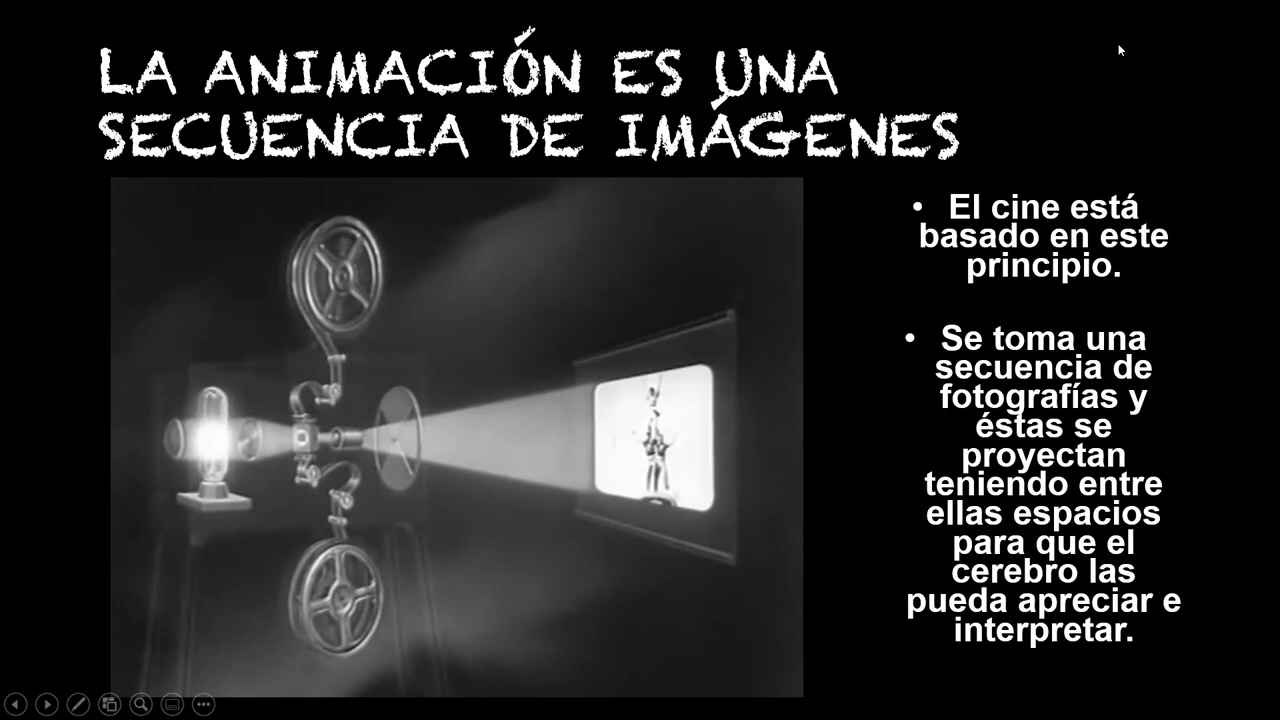 LA ANIMACIÓN ES UNA
SECUENCIA DE IMÁGENES
• El cine está
basado en este
principio.
• Se toma una
secuencia de
fotografías y
éstas se
proyectan
teniendo entre
ellas espacios
para que el
cerebro las
pueda apreciar e
interpretar.